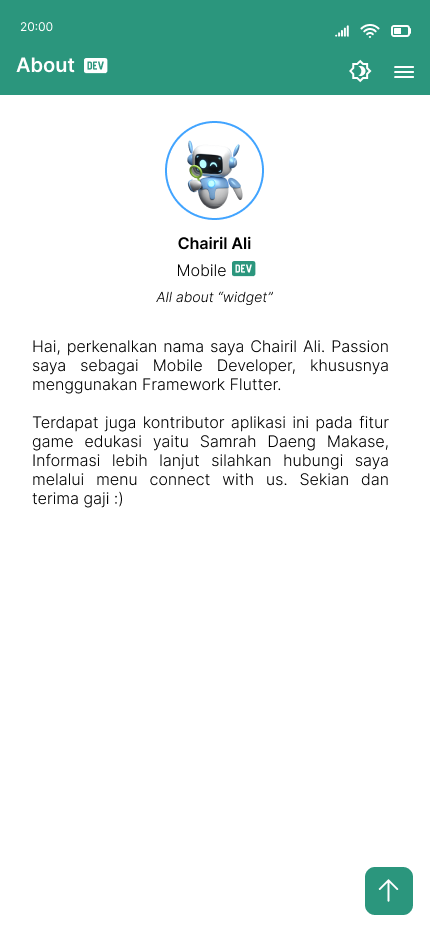 20:00
About DEV
Chairil Ali
Mobile DEV
All about “widget”
Hai, perkenalkan nama saya Chairil Ali. Passion
saya sebagai Mobile Developer, khususnya
menggunakan Framework Flutter.
Terdapat juga kontributor aplikasi ini pada fitur
game edukasi yaitu Samrah Daeng Makase,
Informasi lebih lanjut silahkan hubungi saya
melalui menu connect with us. Sekian dan
terima gaji :)